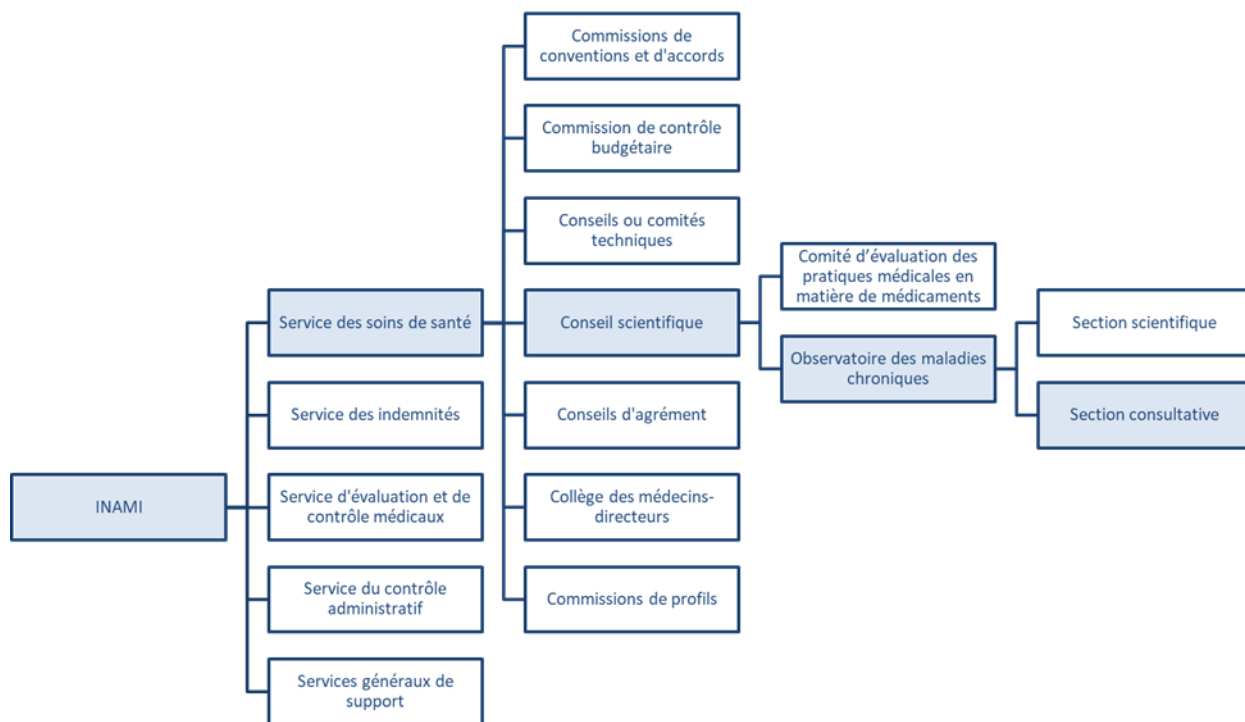 Commissions de
conventions et d'accords
Commission de contrôle
budgétaire
Conseils ou comités
techniques
Comité d’évaluation des
pratiques médicales en
matière de médicaments
Service des soins de santé
Conseil scientifique
Section scientifique
Observatoire des maladies
chroniques
Service des indemnités
Conseils d'agrément
Section consultative
INAMI
Service d'évaluation et de
contrôle médicaux
Collège des médecins-
directeurs
Service du contrôle
administratif
Commissions de profils
Services généraux de
support